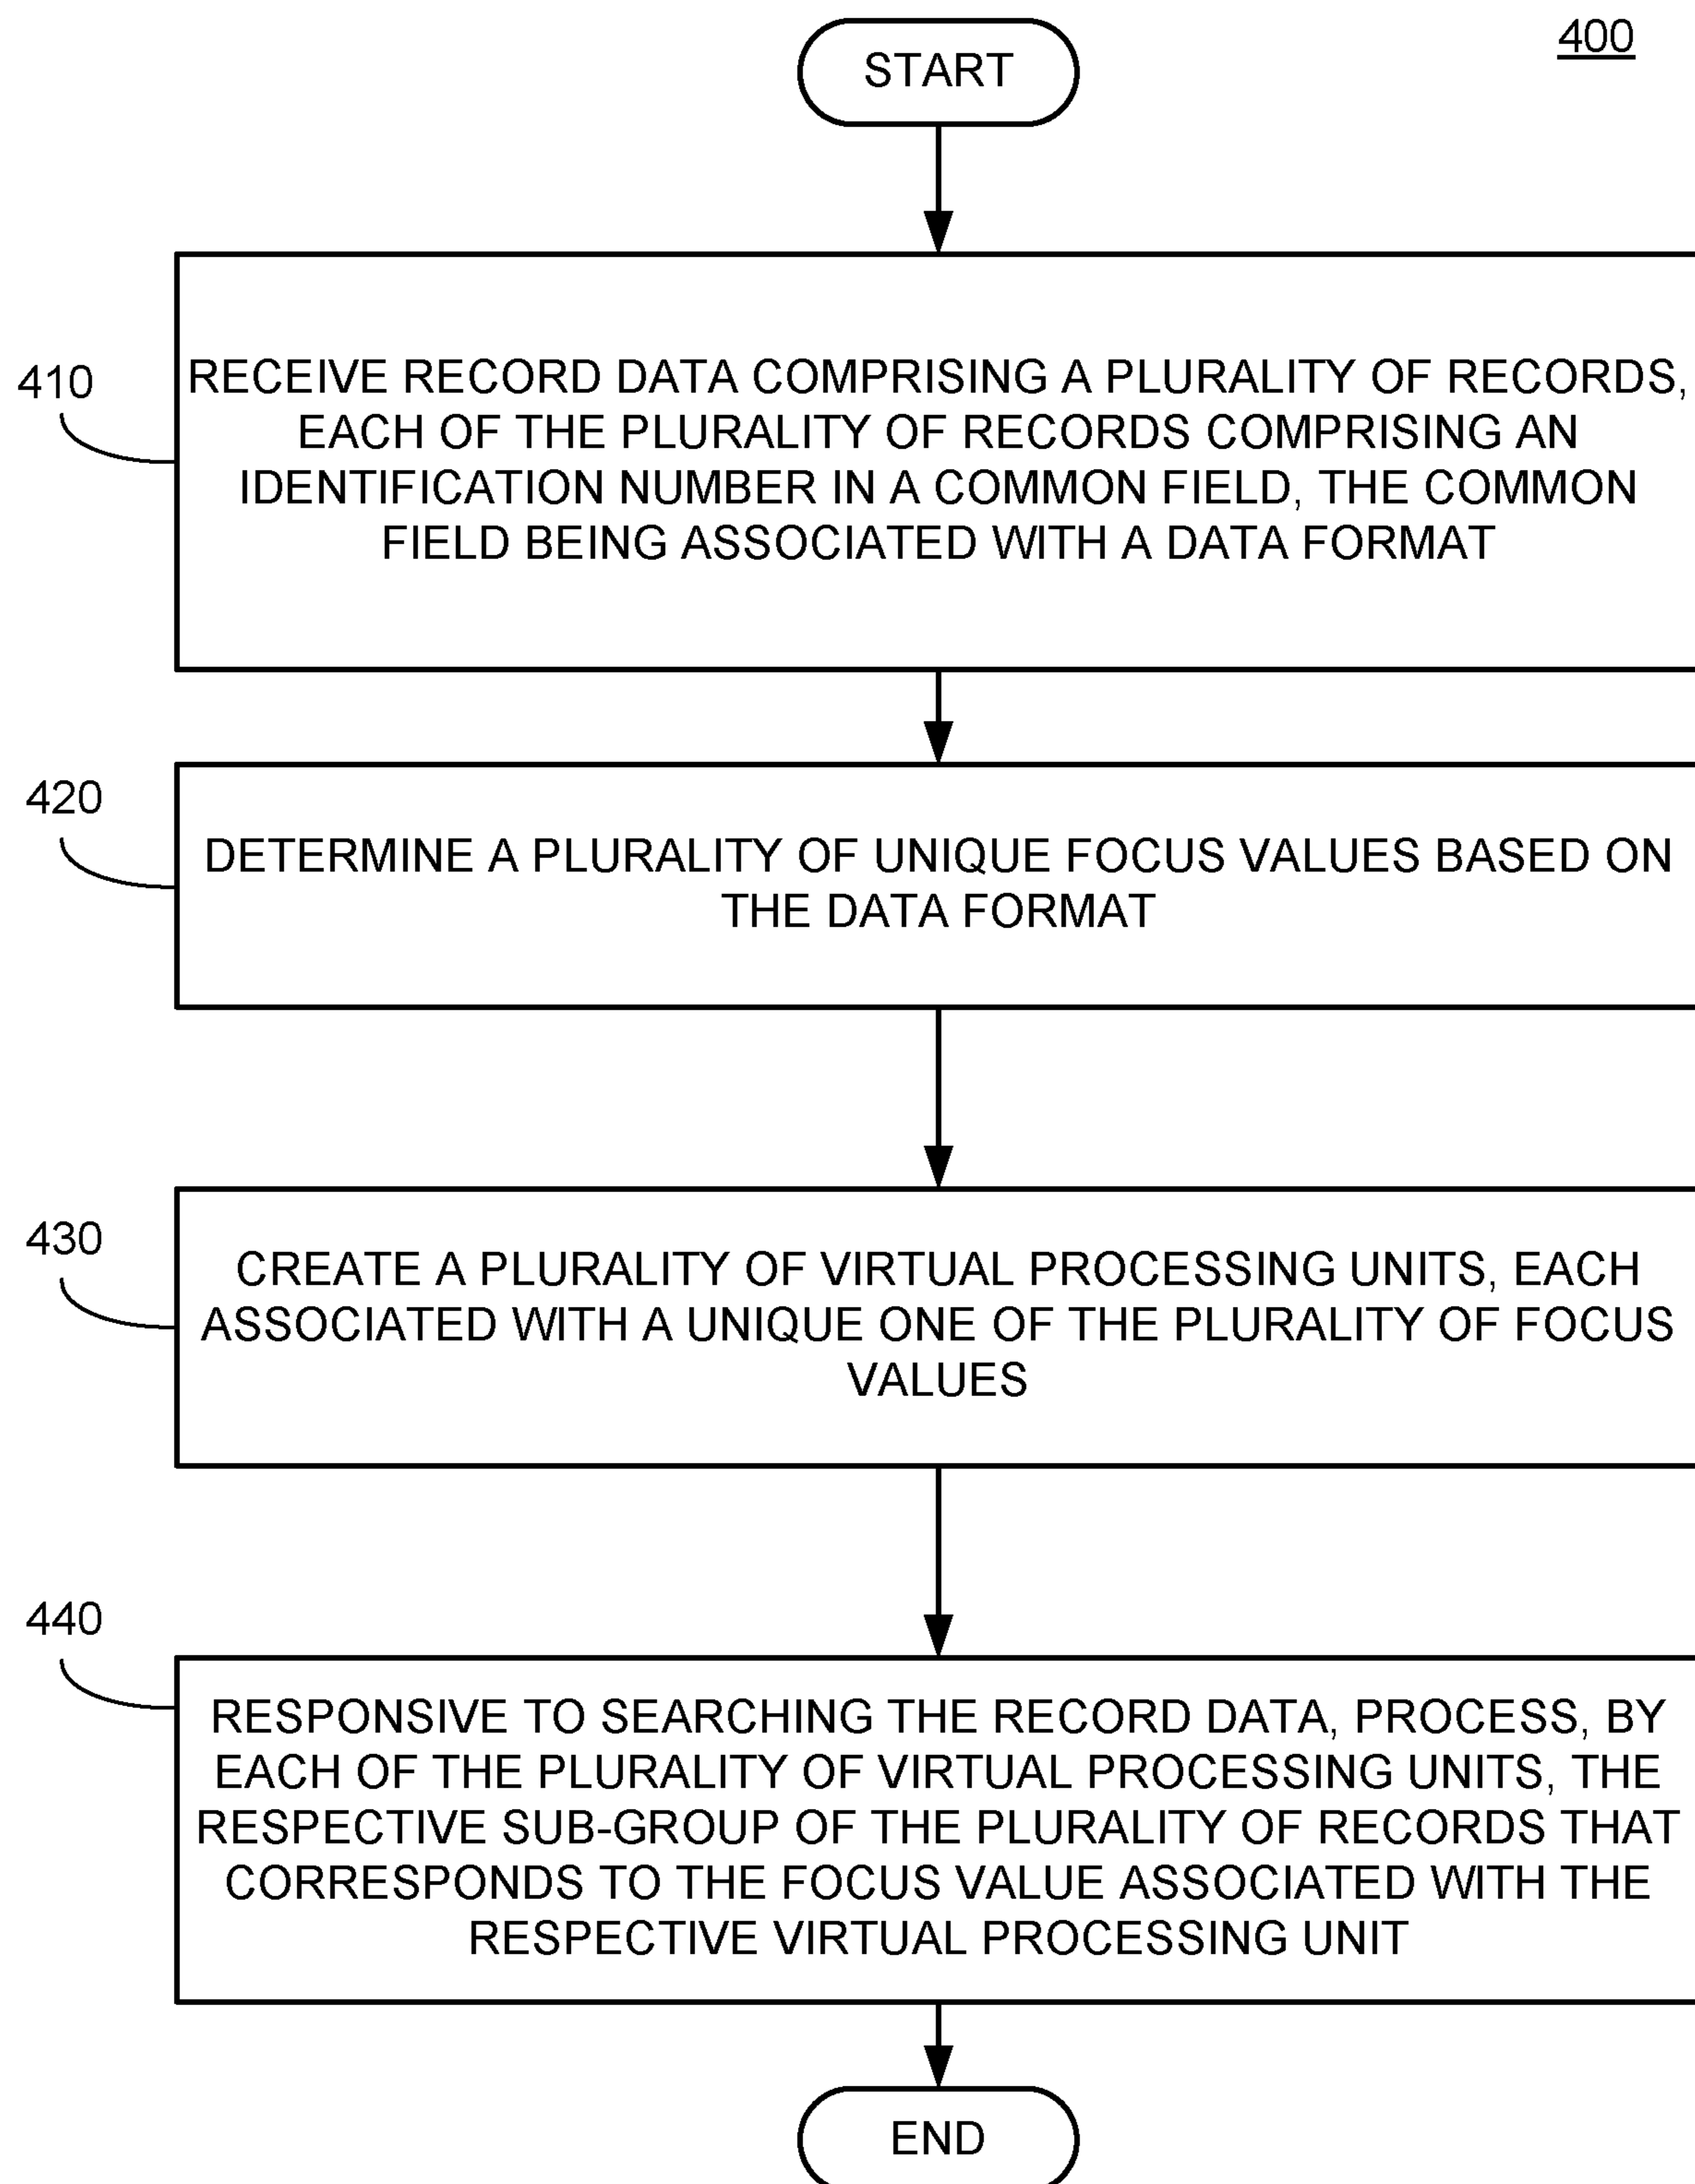 400
START
410
RECEIVE RECORD DATA COMPRISING A PLURALITY OF RECORDS,
EACH OF THE PLURALITY OF RECORDS COMPRISING AN
IDENTIFICATION NUMBER IN A COMMON FIELD, THE COMMON
FIELD BEING ASSOCIATED WITH A DATA FORMAT
420
DETERMINE A PLURALITY OF UNIQUE FOCUS VALUES BASED ON
THE DATA FORMAT
430
CREATE A PLURALITY OF VIRTUAL PROCESSING UNITS, EACH
ASSOCIATED WITH A UNIQUE ONE OF THE PLURALITY OF FOCUS
VALUES
440
RESPONSIVE TO SEARCHING THE RECORD DATA, PROCESS, BY
EACH OF THE PLURALITY OF VIRTUAL PROCESSING UNITS, THE
RESPECTIVE SUB-GROUP OF THE PLURALITY OF RECORDS THAT
CORRESPONDS TO THE FOCUS VALUE ASSOCIATED WITH THE
RESPECTIVE VIRTUAL PROCESSING UNIT
END